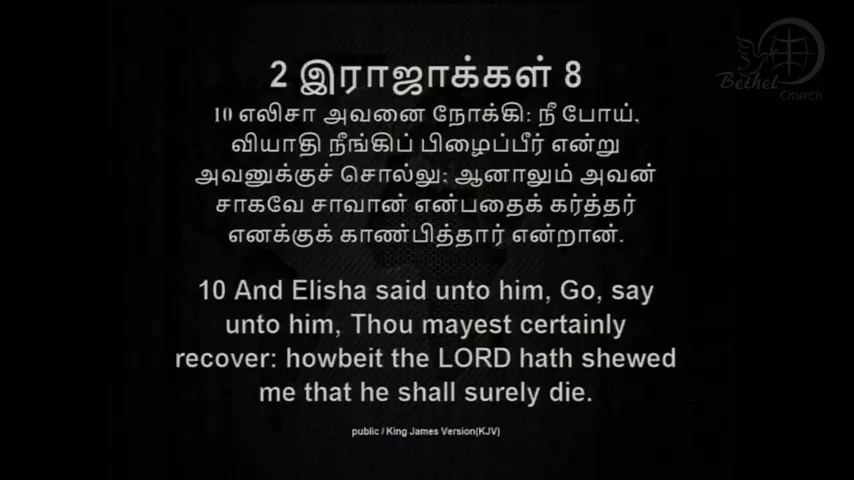 Bethel
Church
2 இராஜாக்கள் 8
10 எலிசா அவனை நோக்கி: நீ போய்,
வியாதி நீங்கிப் பிழைப்பீர் என்று
அவனுக்குச் சொல்லு; ஆனாலும் அவன்
சாகவே சாவான் என்பதைக் கர்த்தர்
எனக்குக் காண்பித்தார் என்றான்.
10 And Elisha said unto him, Go, say
unto him, Thou mayest certainly
recover: howbeit the LORD hath shewed
me that he shall surely die.
public / King James Version(KJV)